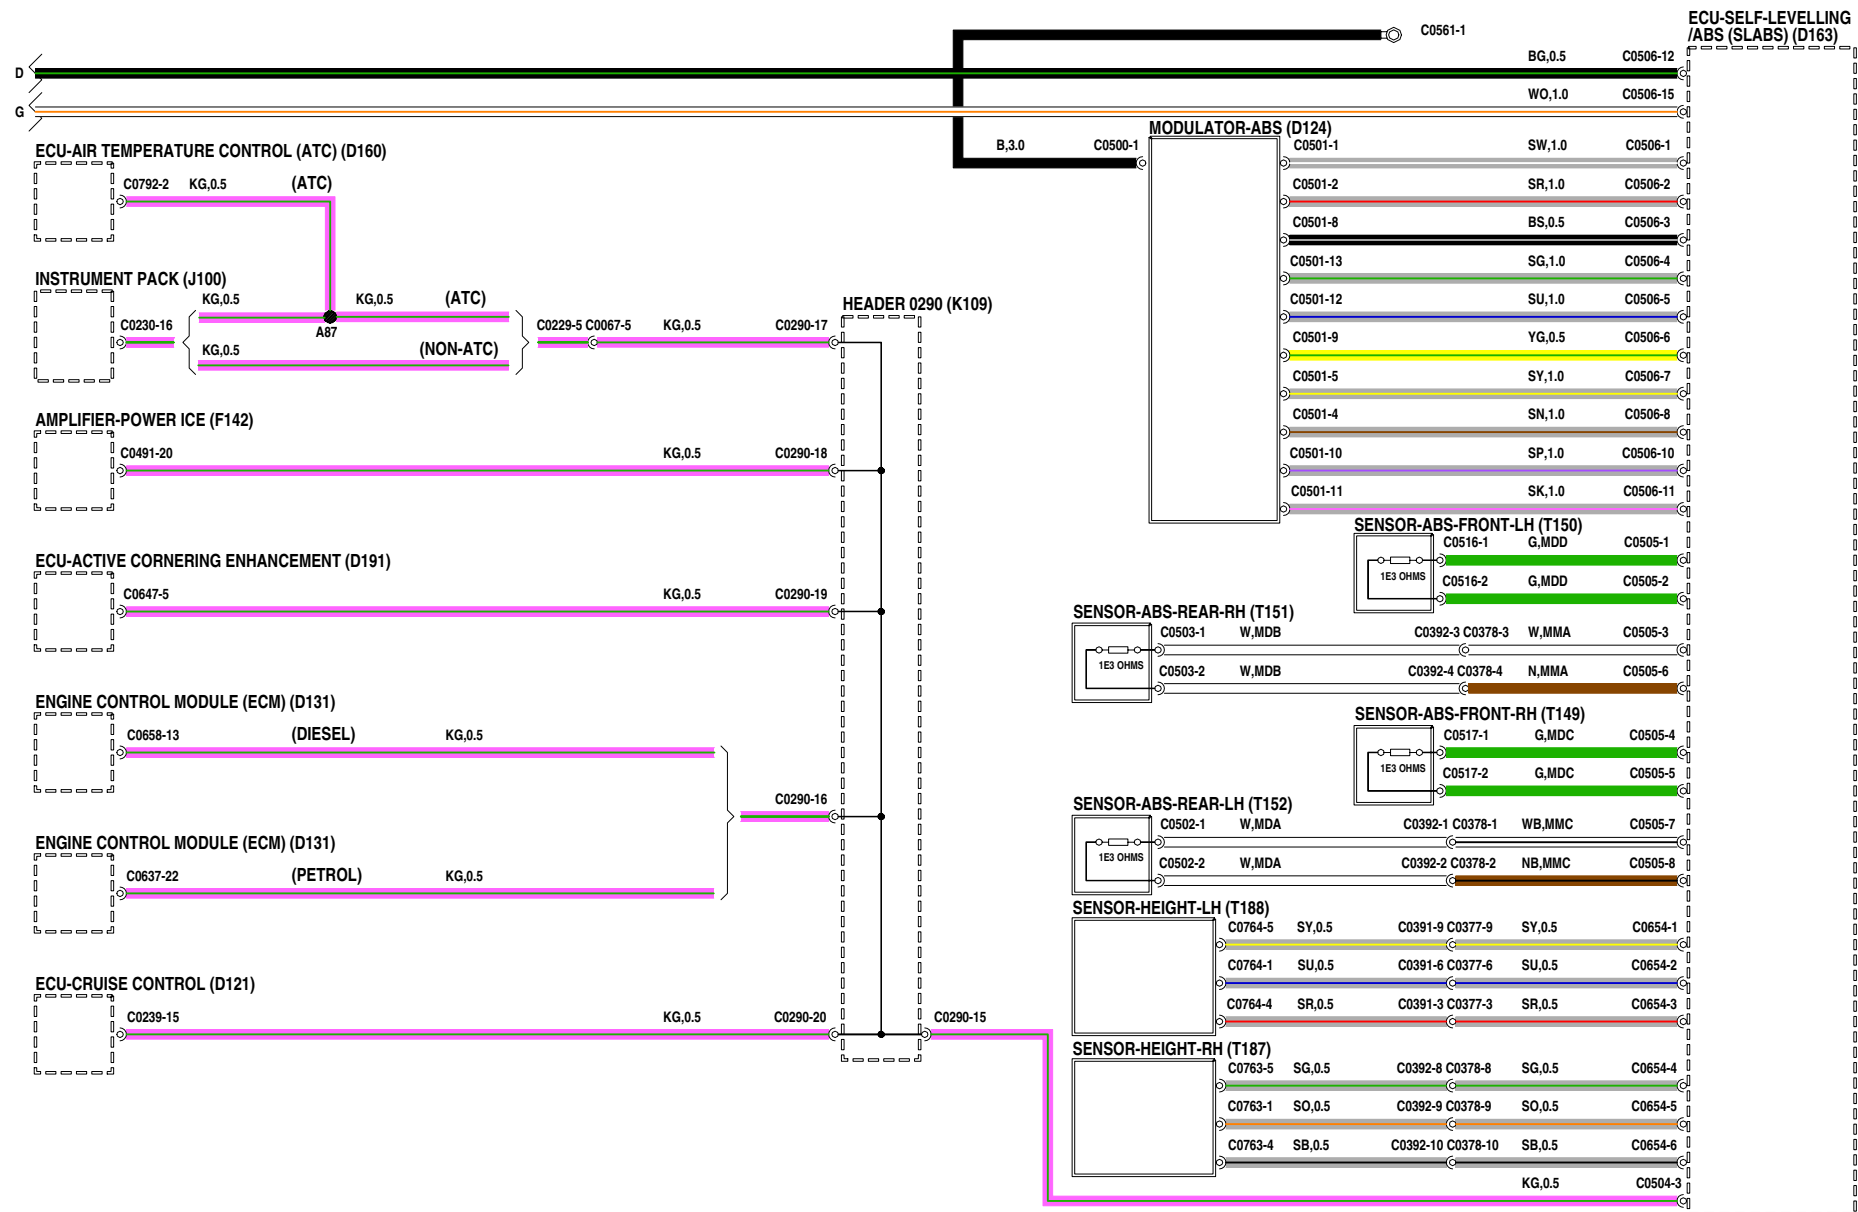 ECU-SELF-LEVELLING
/ABS (SLABS) (D163)
C0561-1
D
BG,0.5 C0506-12
G
WO,1.0 C0506-15
ECU-AIR TEMPERATURE CONTROL (ATC) (D160)
C0792-2 KG,0.5 (ATC)
INSTRUMENT PACK (J100)
KG,0.5 KG,0.5 (ATC)
C0230-16
A87
KG,0.5 (NON-ATC)
C0229-5 C0067-5 KG,0.5 C0290-17
HEADER 0290 (K109)
AMPLIFIER-POWER ICE (F142)
C0491-20 KG,0.5 C0290-18
ECU-ACTIVE CORNERING ENHANCEMENT (D191)
C0647-5 KG,0.5 C0290-19
ENGINE CONTROL MODULE (ECM) (D131)
C0658-13 (DIESEL) KG,0.5
C0290-16
ENGINE CONTROL MODULE (ECM) (D131)
C0637-22 (PETROL) KG,0.5
ECU-CRUISE CONTROL (D121)
C0239-15 KG,0.5 C0290-20 C0290-15
MODULATOR-ABS (D124)
B,3.0 C0500-1
C0501-1 SW,1.0 C0506-1
C0501-2 SR,1.0 C0506-2
C0501-8 BS,0.5 C0506-3
C0501-13 SG,1.0 C0506-4
C0501-12 SU,1.0 C0506-5
C0501-9 YG,0.5 C0506-6
C0501-5 SY,1.0 C0506-7
C0501-4 SN,1.0 C0506-8
C0501-10 SP,1.0 C0506-10
C0501-11 SK,1.0 C0506-11
SENSOR-ABS-FRONT-LH (T150)
C0516-1 G,MDD C0505-1
1E3 OHMS
C0516-2 G,MDD C0505-2
SENSOR-ABS-REAR-RH (T151)
C0503-1 W,MDB C0392-3 C0378-3 W,MMA C0505-3
1E3 OHMS
C0503-2 W,MDB C0392-4 C0378-4 N,MMA C0505-6
SENSOR-ABS-FRONT-RH (T149)
C0517-1 G,MDC C0505-4
1E3 OHMS
C0517-2 G,MDC C0505-5
SENSOR-ABS-REAR-LH (T152)
C0502-1 W,MDA C0392-1 C0378-1 WB,MMC C0505-7
1E3 OHMS
C0502-2 W,MDA C0392-2 C0378-2 NB,MMC C0505-8
SENSOR-HEIGHT-LH (T188)
C0764-5 SY,0.5 C0391-9 C0377-9 SY,0.5 C0654-1
C0764-1 SU,0.5 C0391-6 C0377-6 SU,0.5 C0654-2
C0764-4 SR,0.5 C0391-3 C0377-3 SR,0.5 C0654-3
SENSOR-HEIGHT-RH (T187)
C0763-5 SG,0.5 C0392-8 C0378-8 SG,0.5 C0654-4
C0763-1 SO,0.5 C0392-9 C0378-9 SO,0.5 C0654-5
C0763-4 SB,0.5 C0392-10 C0378-10 SB,0.5 C0654-6
KG,0.5 C0504-3